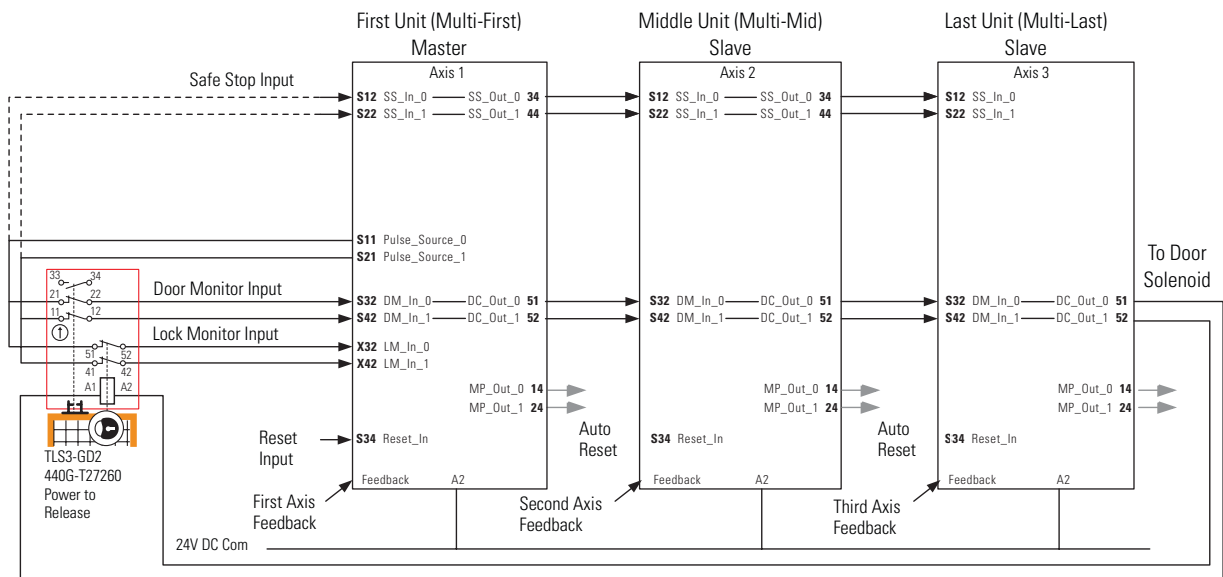 First Unit (Multi-First)
Master
Middle Unit (Multi-Mid)
Slave
Last Unit (Multi-Last)
Slave
Axis 1
Axis 2
Axis 3
Safe Stop Input
S12 SS_In_0 SS_Out_0 34
S22 SS_In_1 SS_Out_1 44
S12 SS_In_0 SS_Out_0 34
S22 SS_In_1 SS_Out_1 44
S12 SS_In_0
S22 SS_In_1
S11 Pulse_Source_0
S21 Pulse_Source_1
To Door
Solenoid
33 34
21 22
11 12
51 52
41 42
A1 A2
Door Monitor Input
Lock Monitor Input
S32 DM_In_0 DC_Out_0 51
S42 DM_In_1 DC_Out_1 52
X32 LM_In_0
X42 LM_In_1
S32 DM_In_0 DC_Out_0 51
S42 DM_In_1 DC_Out_1 52
S32 DM_In_0 DC_Out_0 51
S42 DM_In_1 DC_Out_1 52
MP_Out_0 14
MP_Out_1 24
MP_Out_0 14
MP_Out_1 24
MP_Out_0 14
MP_Out_1 24
Reset
Input
S34 Reset_In
Auto
Reset
S34 Reset_In
Auto
Reset
S34 Reset_In
TLS3-GD2
440G-T27260
Power to
Release
Feedback A2
Feedback A2
Feedback A2
First Axis
Feedback
Second Axis
Feedback
Third Axis
Feedback
24V DC Com